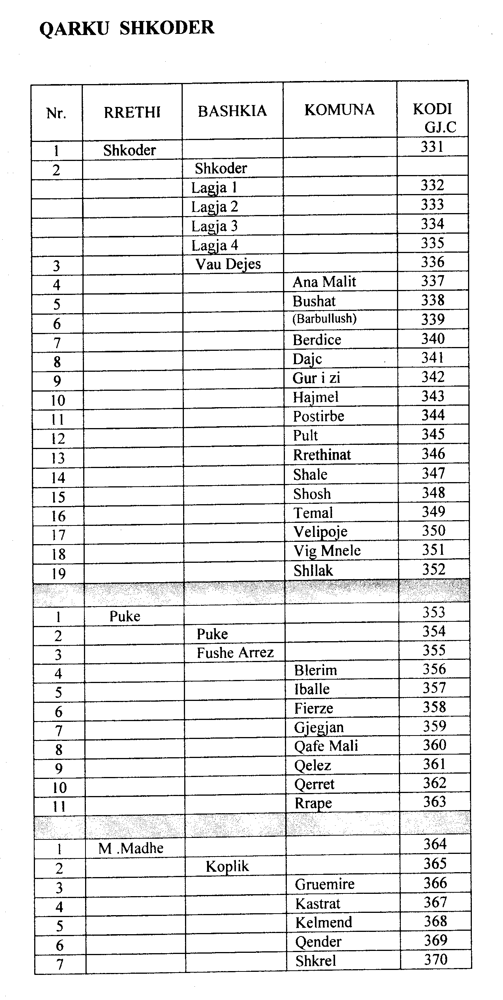 QARKU SHKODER
Nr. RRETHI BASHKIA KOMUNA KODI GJ.C
1 Shkoder 331
2 Shkoder
Lagja 1 332
Lagja 2 333
Lagja 3 334
Lagja 4 335
3 Vau Dejes 336
4 Ana Malit 337
5 Bushat 338
6 (Barbullush) 339
7 Berdice 340
8 Dajc 341
9 Gur i zi 342
10 Hajmel 343
11 Postirbe 344
12 Pult 345
13 Rrethinat 346
14 Shale 347
15 Shosh 348
16 Temal 349
17 Velipoje 350
18 Vig Mnele 351
19 Shllak 352
1 Puke 353
2 Puke 354
3 Fushe Arrez 355
4 Blerim 356
5 Iballe 357
6 Fierze 358
7 Gjegjan 359
8 Qafe Mali 360
9 Qelez 361
10 Qerret 362
11 Rrape 363
1 M .Madhe 364
2 Koplik 365
3 Gruemire 366
4 Kastrat 367
5 Kelmend 368
6 Qender 369
7 Shkrel 370